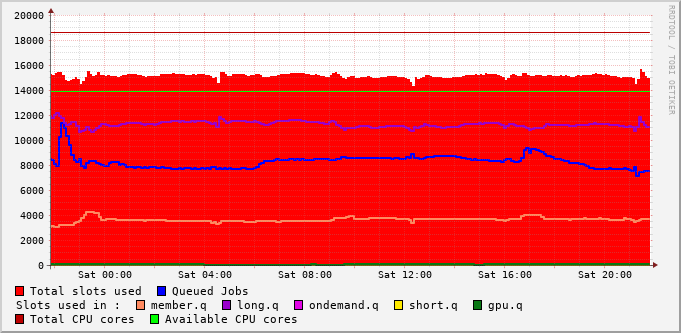 20000
18000
16000
14000
12000
10000
8000
6000
4000
2000
0
Sat 00:00 Sat 04:00 Sat 08:00 Sat 12:00 Sat 16:00 Sat 20:00
Total slots used Queued Jobs
Slots used in : member.q long.q ondemand.q short.q gpu.q
Total CPU cores Available CPU cores
RRDTOOL / TOBI OETIKER